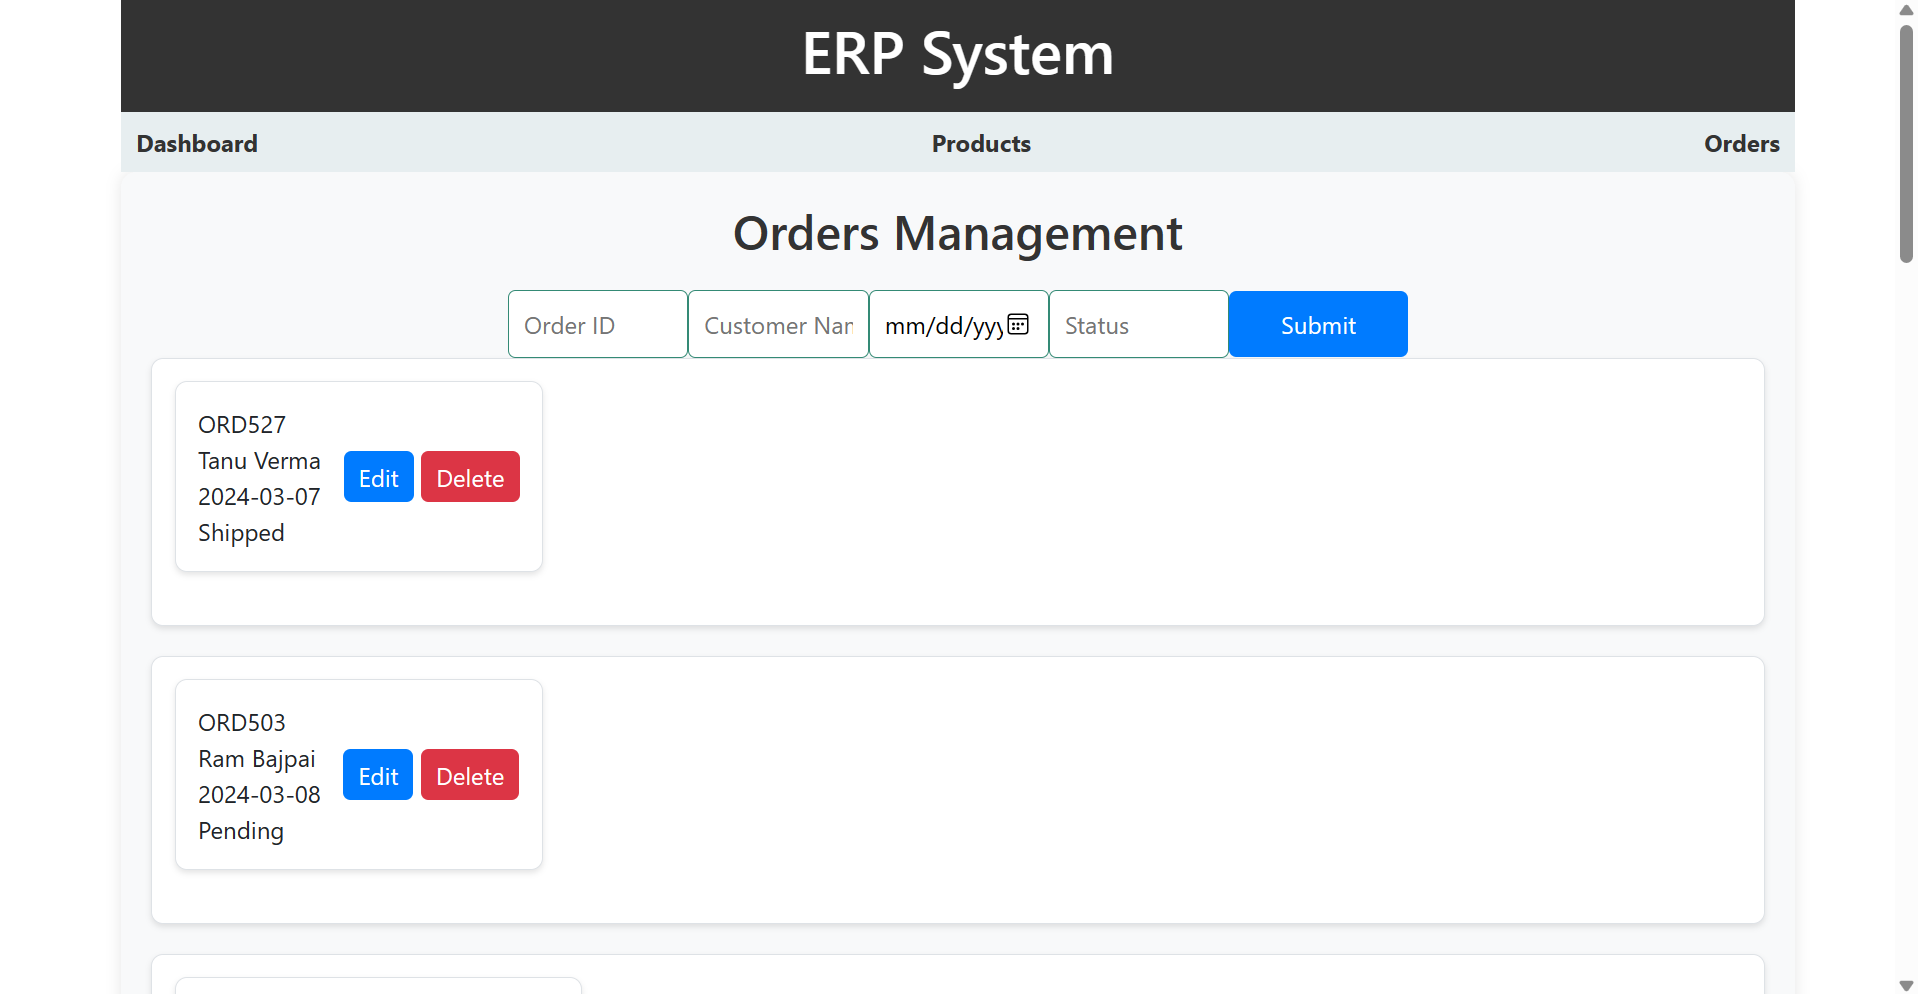 ERP System
Dashboard Products Orders
Orders Management
Order ID Customer Nar mm/dd/yyy Status Submit
ORD527
Tanu Verma
2024-03-07
Shipped
Edit Delete
ORD503
Ram Bajpai
2024-03-08
Pending
Edit Delete